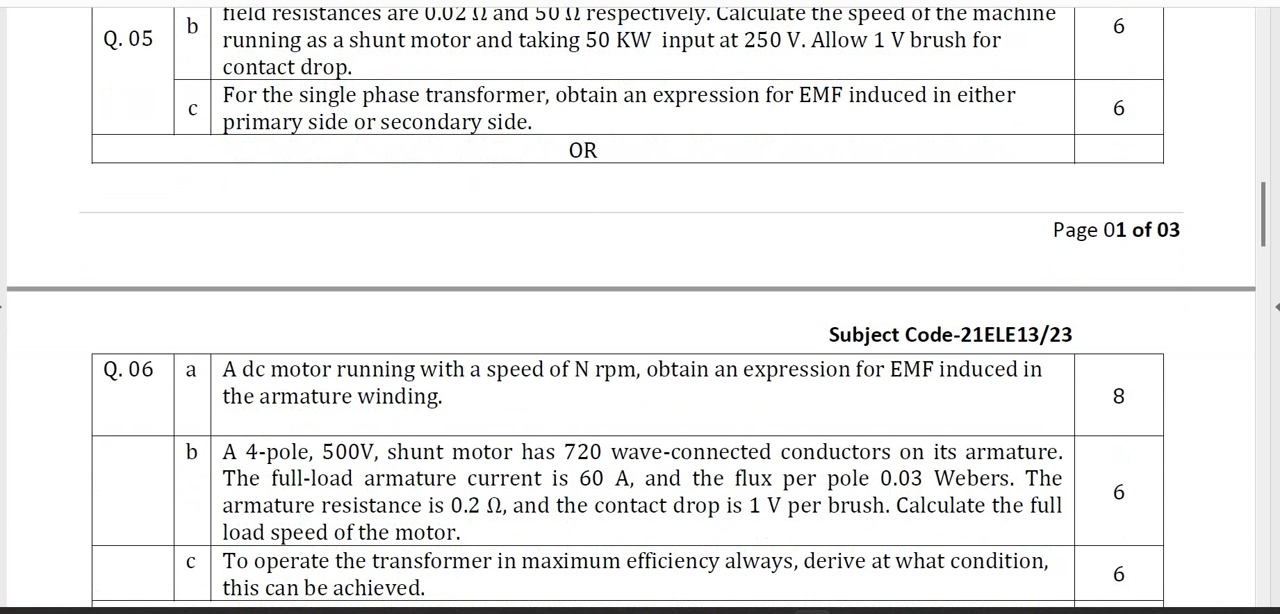 field resistances are 0.02 Ω and 50 Ω respectively. Calculate the speed of the machine
Q. 05 b running as a shunt motor and taking 50 KW input at 250 V. Allow 1 V brush for 6
contact drop.
c For the single phase transformer, obtain an expression for EMF induced in either 6
primary side or secondary side.
OR
Page 01 of 03
Subject Code-21ELE13/23
Q. 06 a A dc motor running with a speed of N rpm, obtain an expression for EMF induced in
the armature winding. 8
b A 4-pole, 500V, shunt motor has 720 wave-connected conductors on its armature.
The full-load armature current is 60 A, and the flux per pole 0.03 Webers. The 6
armature resistance is 0.2 Ω, and the contact drop is 1 V per brush. Calculate the full
load speed of the motor.
c To operate the transformer in maximum efficiency always, derive at what condition, 6
this can be achieved.